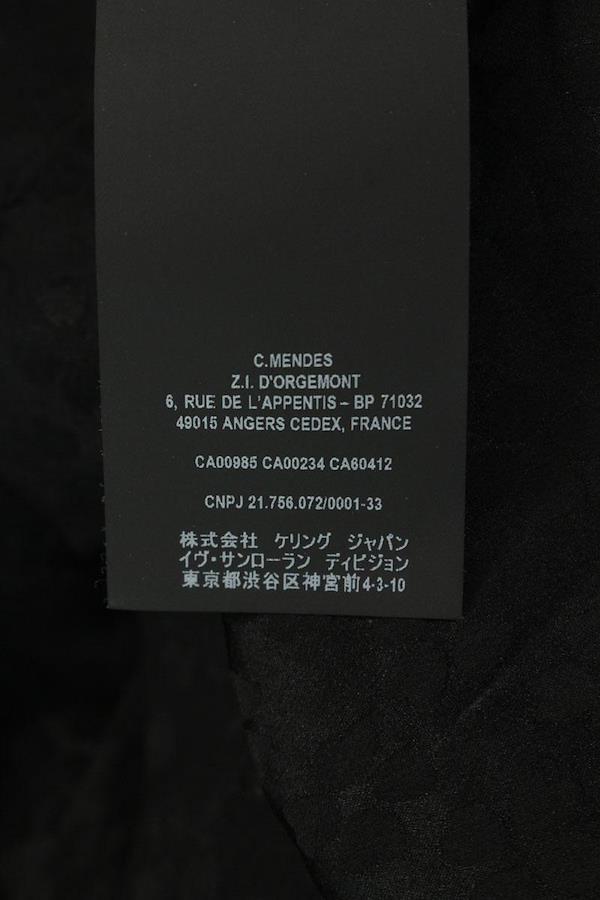 C.MENDES
Z.I. D'ORGEMONT
6, RUE DE L'APPENTIS – BP 71032
49015 ANGERS CEDEX, FRANCE
CA00985 CA00234 CA60412
CNPJ 21.756.072/0001-33
株式会社 ケリング ジャパン
イヴ・サンローラン ディビジョン
東京都渋谷区神宮前4-3-10